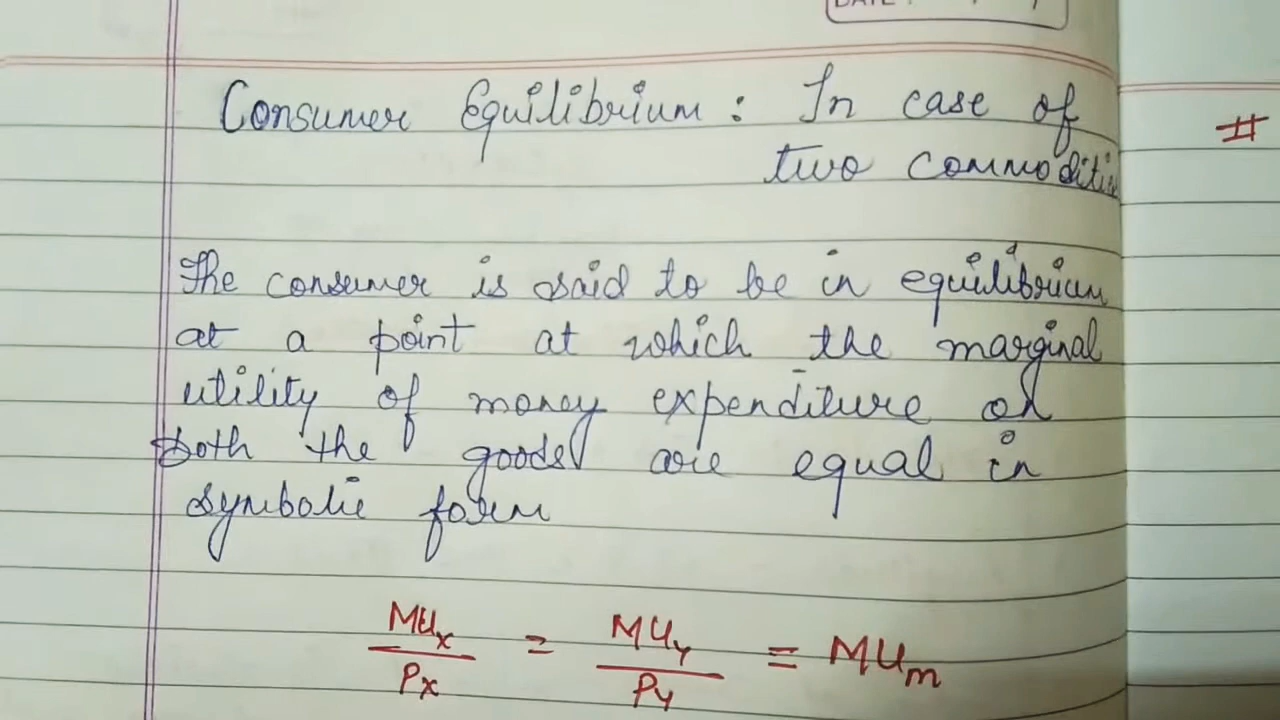 DATE :
Consumer Equilibrium : In case of
two commoditie
#
The consumer is said to be in equilibrium
at a point at which the marginal
utility of money expenditure on
both the goods are equal in
symbolic form
MUx/Px = MUy/Py = MUm